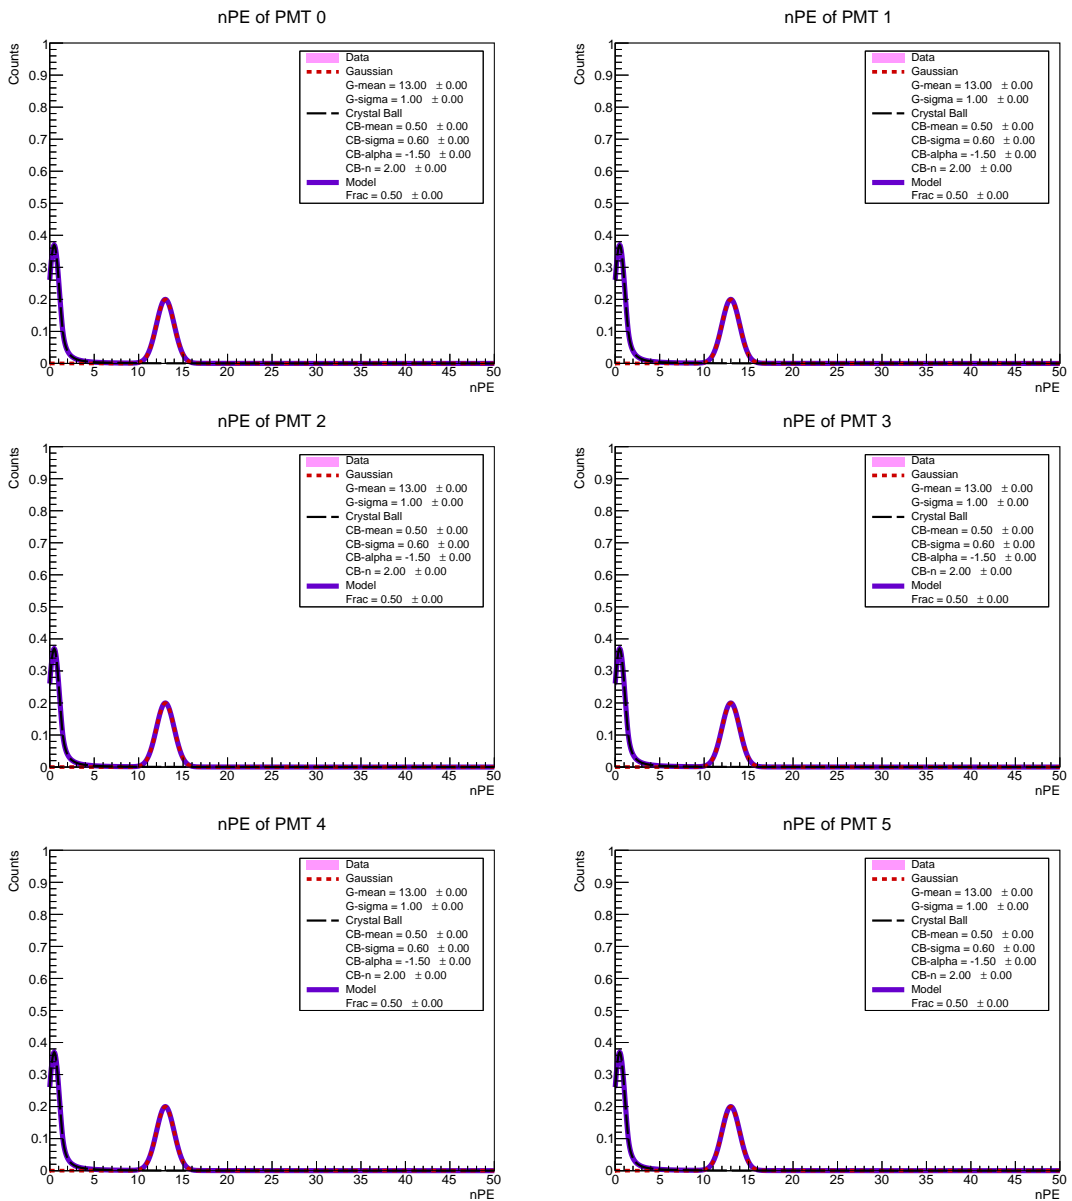 nPE of PMT 0
Counts
1
0.9
0.8
0.7
0.6
0.5
0.4
0.3
0.2
0.1
0
0 5 10 15 20 25 30 35 40 45 50
nPE
Data
Gaussian
G-mean = 13.00 ± 0.00
G-sigma = 1.00 ± 0.00
Crystal Ball
CB-mean = 0.50 ± 0.00
CB-sigma = 0.60 ± 0.00
CB-alpha = -1.50 ± 0.00
CB-n = 2.00 ± 0.00
Model
Frac = 0.50 ± 0.00
nPE of PMT 1
Counts
1
0.9
0.8
0.7
0.6
0.5
0.4
0.3
0.2
0.1
0
0 5 10 15 20 25 30 35 40 45 50
nPE
Data
Gaussian
G-mean = 13.00 ± 0.00
G-sigma = 1.00 ± 0.00
Crystal Ball
CB-mean = 0.50 ± 0.00
CB-sigma = 0.60 ± 0.00
CB-alpha = -1.50 ± 0.00
CB-n = 2.00 ± 0.00
Model
Frac = 0.50 ± 0.00
nPE of PMT 2
Counts
1
0.9
0.8
0.7
0.6
0.5
0.4
0.3
0.2
0.1
0
0 5 10 15 20 25 30 35 40 45 50
nPE
Data
Gaussian
G-mean = 13.00 ± 0.00
G-sigma = 1.00 ± 0.00
Crystal Ball
CB-mean = 0.50 ± 0.00
CB-sigma = 0.60 ± 0.00
CB-alpha = -1.50 ± 0.00
CB-n = 2.00 ± 0.00
Model
Frac = 0.50 ± 0.00
nPE of PMT 3
Counts
1
0.9
0.8
0.7
0.6
0.5
0.4
0.3
0.2
0.1
0
0 5 10 15 20 25 30 35 40 45 50
nPE
Data
Gaussian
G-mean = 13.00 ± 0.00
G-sigma = 1.00 ± 0.00
Crystal Ball
CB-mean = 0.50 ± 0.00
CB-sigma = 0.60 ± 0.00
CB-alpha = -1.50 ± 0.00
CB-n = 2.00 ± 0.00
Model
Frac = 0.50 ± 0.00
nPE of PMT 4
Counts
1
0.9
0.8
0.7
0.6
0.5
0.4
0.3
0.2
0.1
0
0 5 10 15 20 25 30 35 40 45 50
nPE
Data
Gaussian
G-mean = 13.00 ± 0.00
G-sigma = 1.00 ± 0.00
Crystal Ball
CB-mean = 0.50 ± 0.00
CB-sigma = 0.60 ± 0.00
CB-alpha = -1.50 ± 0.00
CB-n = 2.00 ± 0.00
Model
Frac = 0.50 ± 0.00
nPE of PMT 5
Counts
1
0.9
0.8
0.7
0.6
0.5
0.4
0.3
0.2
0.1
0
0 5 10 15 20 25 30 35 40 45 50
nPE
Data
Gaussian
G-mean = 13.00 ± 0.00
G-sigma = 1.00 ± 0.00
Crystal Ball
CB-mean = 0.50 ± 0.00
CB-sigma = 0.60 ± 0.00
CB-alpha = -1.50 ± 0.00
CB-n = 2.00 ± 0.00
Model
Frac = 0.50 ± 0.00